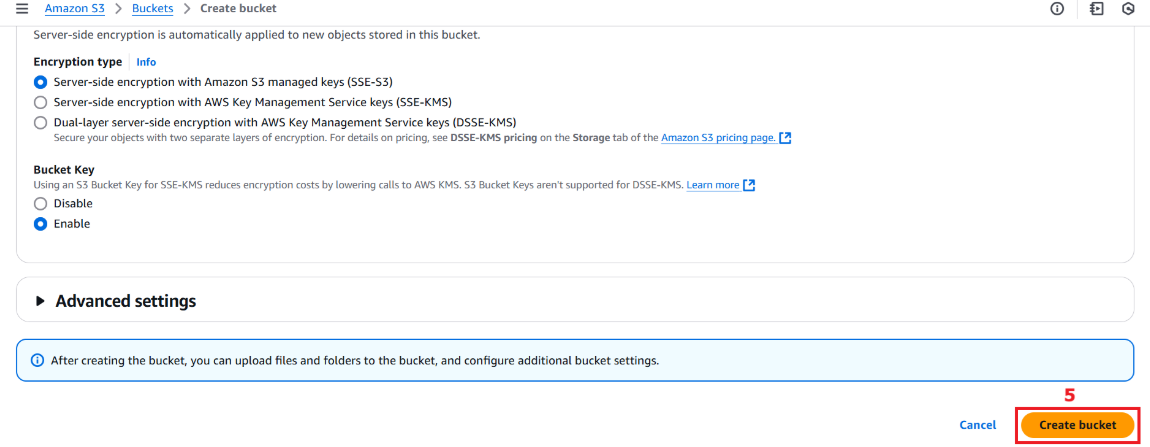 Amazon S3 > Buckets > Create bucket
Server-side encryption is automatically applied to new objects stored in this bucket.
Encryption type Info
Server-side encryption with Amazon S3 managed keys (SSE-S3)
Server-side encryption with AWS Key Management Service keys (SSE-KMS)
Dual-layer server-side encryption with AWS Key Management Service keys (DSSE-KMS)
Secure your objects with two separate layers of encryption. For details on pricing, see DSSE-KMS pricing on the Storage tab of the Amazon S3 pricing page.
Bucket Key
Using an S3 Bucket Key for SSE-KMS reduces encryption costs by lowering calls to AWS KMS. S3 Bucket Keys aren't supported for DSSE-KMS. Learn more
Disable
Enable
Advanced settings
After creating the bucket, you can upload files and folders to the bucket, and configure additional bucket settings.
5
Cancel Create bucket